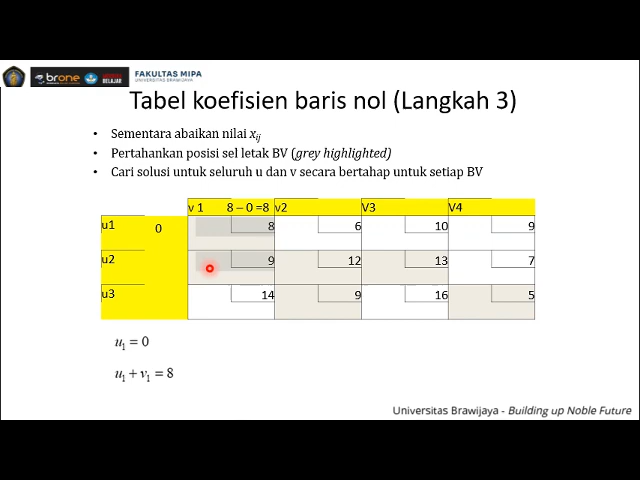 brone
BELAJAR
FAKULTAS MIPA
UNIVERSITAS BRAWIJAYA
Tabel koefisien baris nol (Langkah 3)
• Sementara abaikan nilai xij
• Pertahankan posisi sel letak BV (grey highlighted)
• Cari solusi untuk seluruh u dan v secara bertahap untuk setiap BV
v 1 8 – 0 =8 v2 V3 V4
u1 0 8 6 10 9
u2 9 12 13 7
u3 14 9 16 5
u1 = 0
u1 + v1 = 8
Universitas Brawijaya - Building up Noble Future